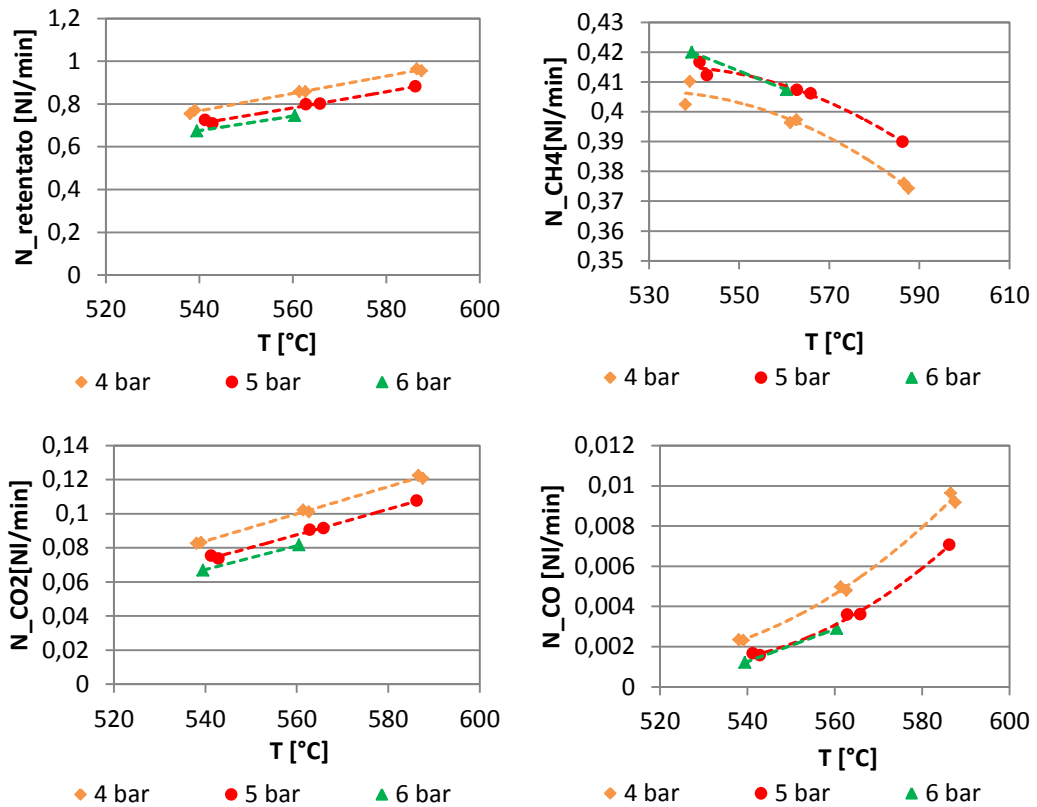 N_retentato [Nl/min]
1,2
1
0,8
0,6
0,4
0,2
0
520 540 560 580 600
T [°C]
4 bar 5 bar 6 bar
N_CH4[Nl/min]
0,43
0,42
0,41
0,4
0,39
0,38
0,37
0,36
0,35
530 550 570 590 610
T [°C]
4 bar 5 bar 6 bar
N_CO2[Nl/min]
0,14
0,12
0,1
0,08
0,06
0,04
0,02
0
520 540 560 580 600
T [°C]
4 bar 5 bar 6 bar
N_CO [Nl/min]
0,012
0,01
0,008
0,006
0,004
0,002
0
520 540 560 580 600
T [°C]
4 bar 5 bar 6 bar